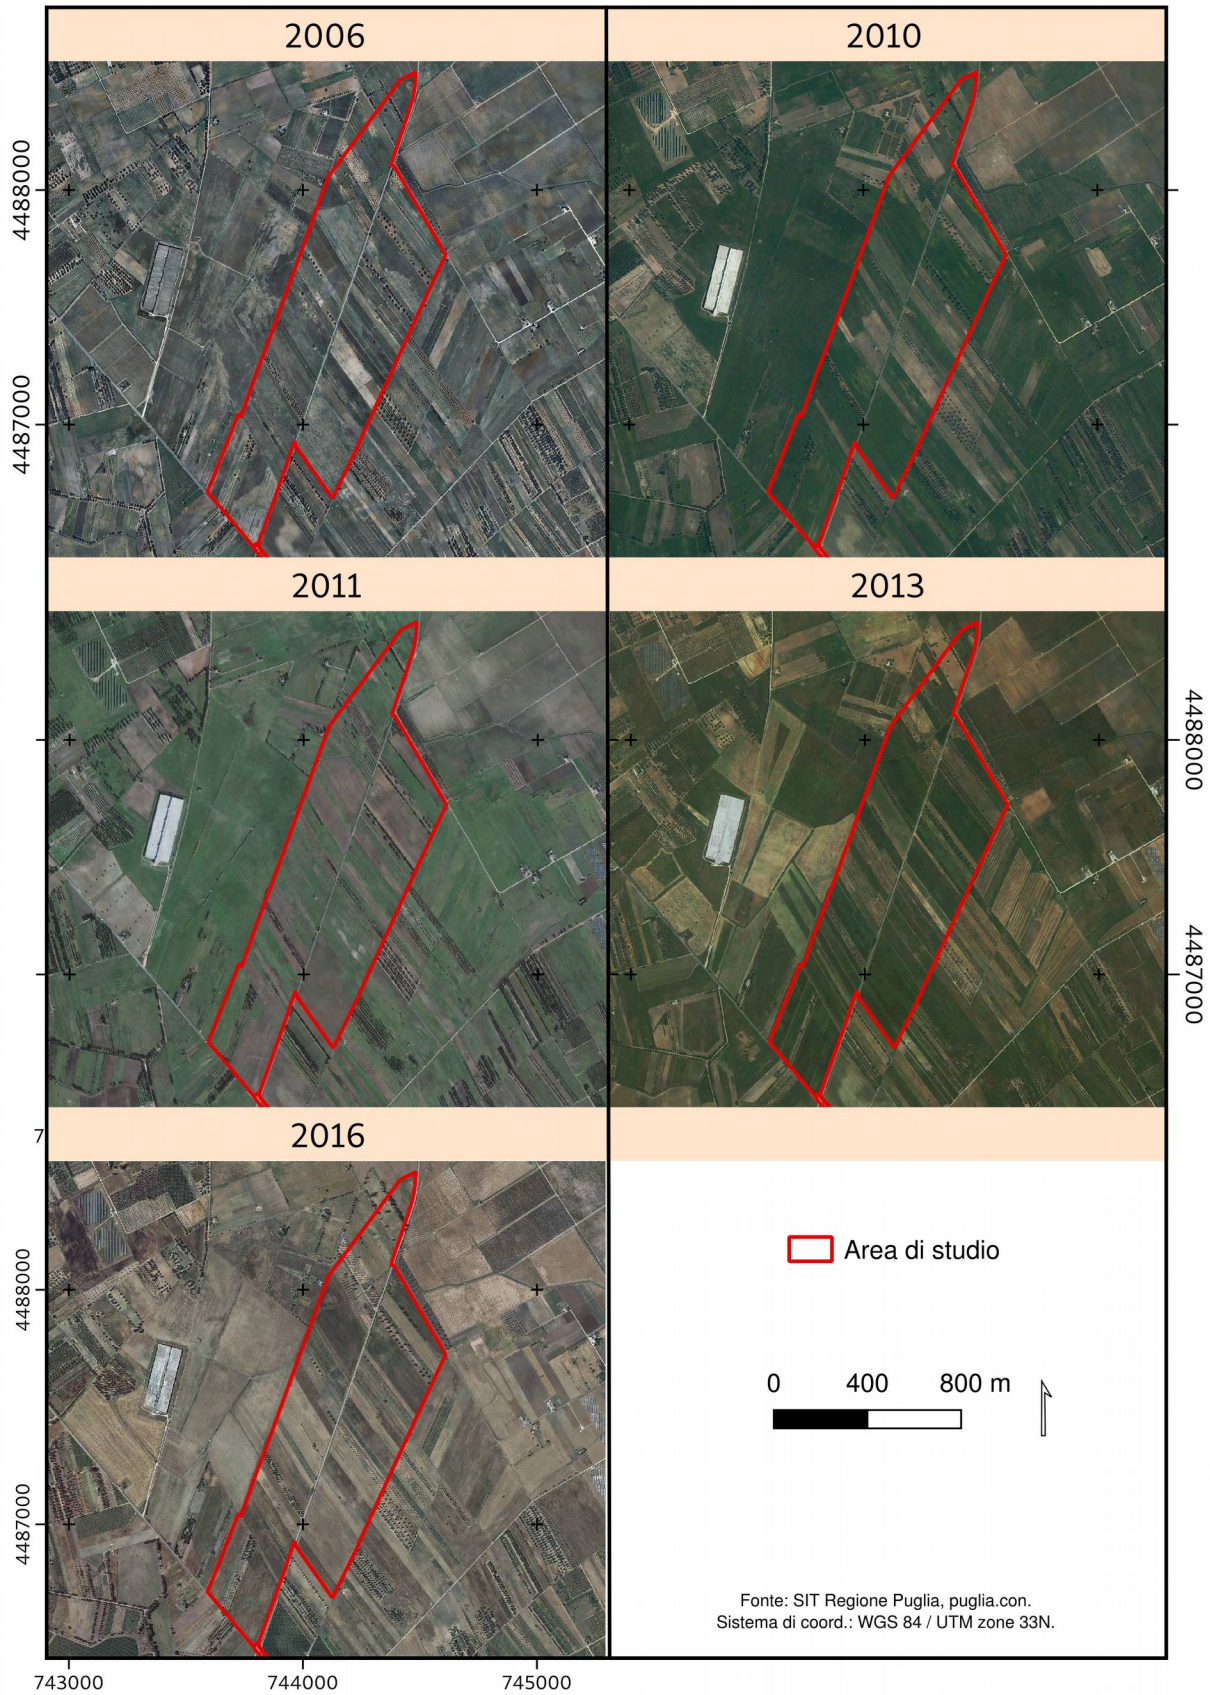 2006
2010
4488000
4487000
2011
2013
4488000
4487000
7
2016
4488000
4487000
Area di studio
0 400 800 m
Fonte: SIT Regione Puglia, puglia.con.
Sistema di coord.: WGS 84 / UTM zone 33N.
743000 744000 745000